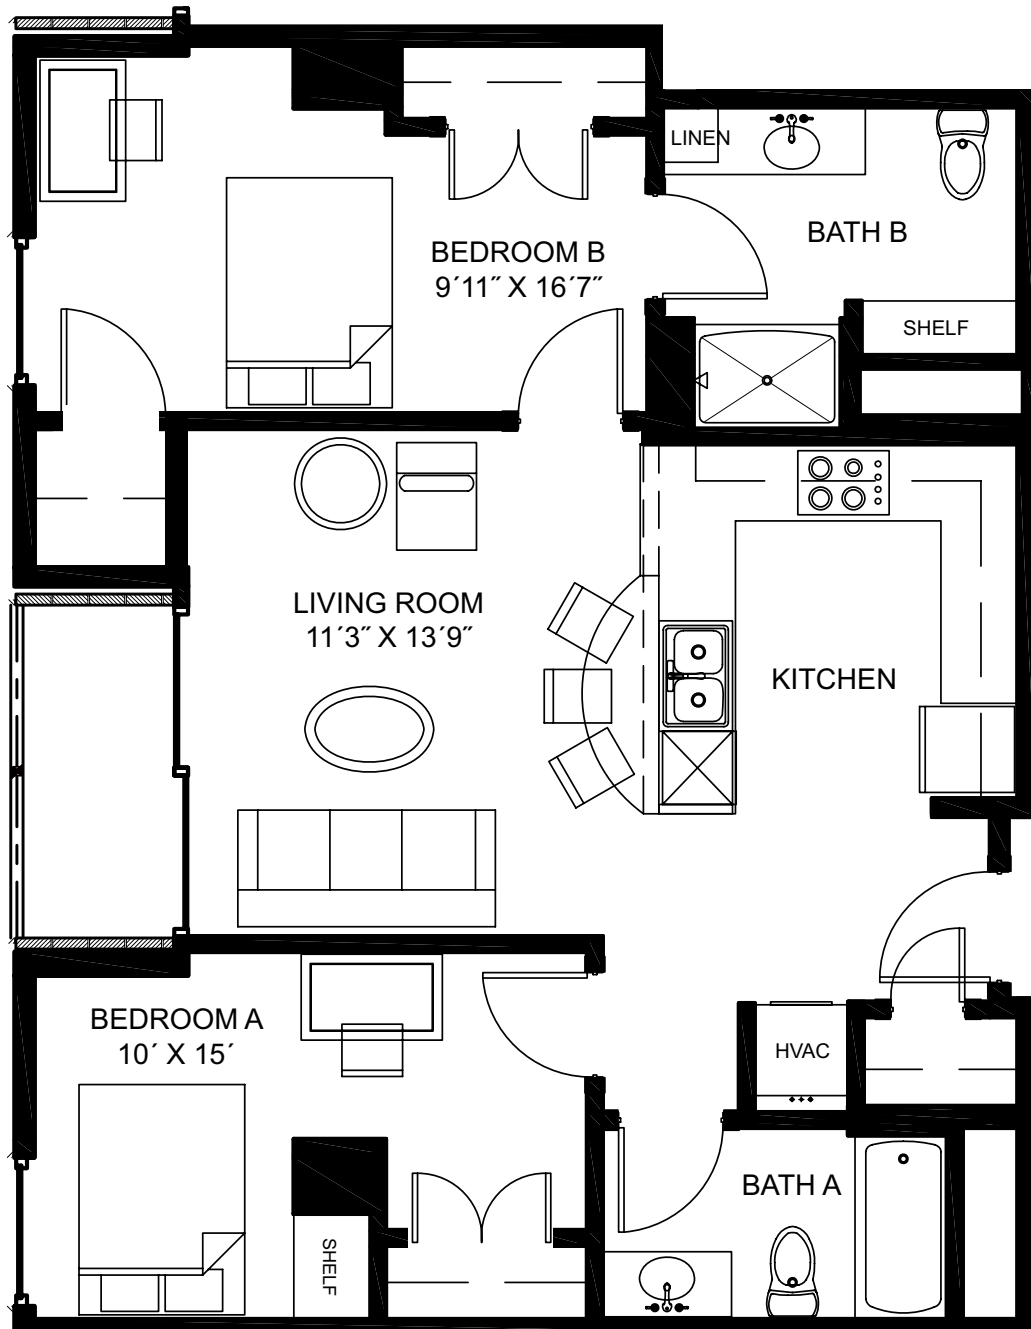 LINEN
BATH B
BEDROOM B
9´11˝ X 16´7˝
SHELF
LIVING ROOM
11´3˝ X 13´9˝
KITCHEN
BEDROOM A
10´ X 15´
HVAC
BATH A
SHELF